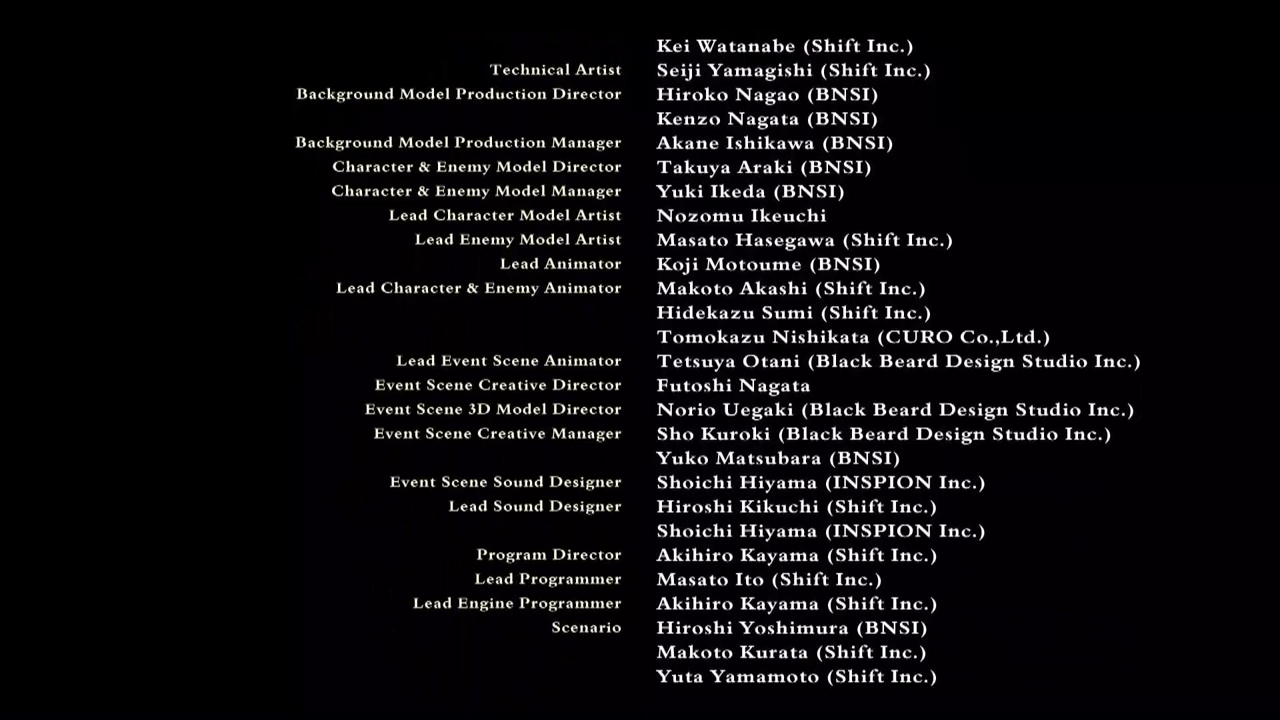 Kei Watanabe (Shift Inc.)
Technical Artist Seiji Yamagishi (Shift Inc.)
Background Model Production Director Hiroko Nagao (BNSI)
Kenzo Nagata (BNSI)
Background Model Production Manager Akane Ishikawa (BNSI)
Character & Enemy Model Director Takuya Araki (BNSI)
Character & Enemy Model Manager Yuki Ikeda (BNSI)
Lead Character Model Artist Nozomu Ikeuchi
Lead Enemy Model Artist Masato Hasegawa (Shift Inc.)
Lead Animator Koji Motoume (BNSI)
Lead Character & Enemy Animator Makoto Akashi (Shift Inc.)
Hidekazu Sumi (Shift Inc.)
Tomokazu Nishikata (CURO Co.,Ltd.)
Lead Event Scene Animator Tetsuya Otani (Black Beard Design Studio Inc.)
Event Scene Creative Director Futoshi Nagata
Event Scene 3D Model Director Norio Uegaki (Black Beard Design Studio Inc.)
Event Scene Creative Manager Sho Kuroki (Black Beard Design Studio Inc.)
Yuko Matsubara (BNSI)
Event Scene Sound Designer Shoichi Hiyama (INSPION Inc.)
Lead Sound Designer Hiroshi Kikuchi (Shift Inc.)
Shoichi Hiyama (INSPION Inc.)
Program Director Akihiro Kayama (Shift Inc.)
Lead Programmer Masato Ito (Shift Inc.)
Lead Engine Programmer Akihiro Kayama (Shift Inc.)
Scenario Hiroshi Yoshimura (BNSI)
Makoto Kurata (Shift Inc.)
Yuta Yamamoto (Shift Inc.)